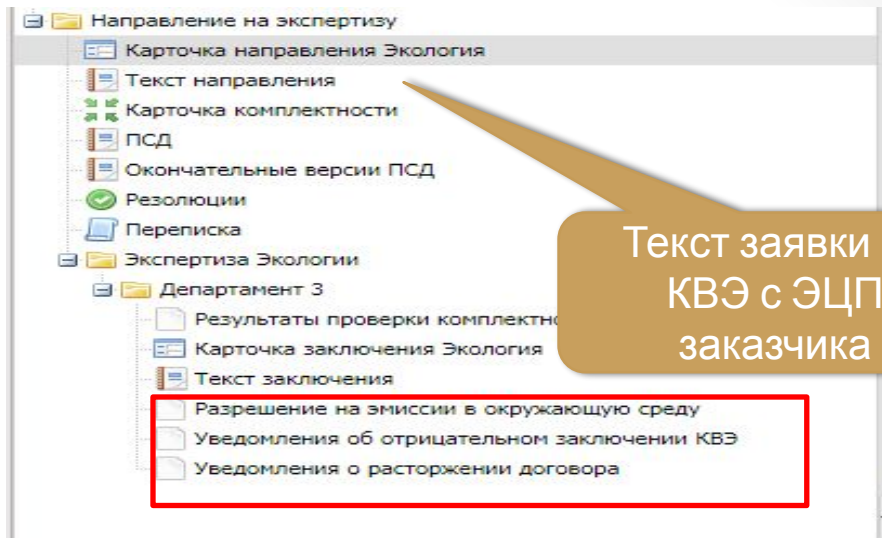 Направление на экспертизу
Карточка направления Экология
Текст направления
Карточка комплектности
ПСД
Окончательные версии ПСД
Резолюции
Переписка
Экспертиза Экологии
Департамент 3
Результаты проверки
Карточка заключения Экология
Текст заключения
Разрешение на эмиссии в окружающую среду
Уведомления об отрицательном заключении КВЭ
Уведомления о расторжении договора
Текст заявки
КВЭ с ЭЦП
заказчика